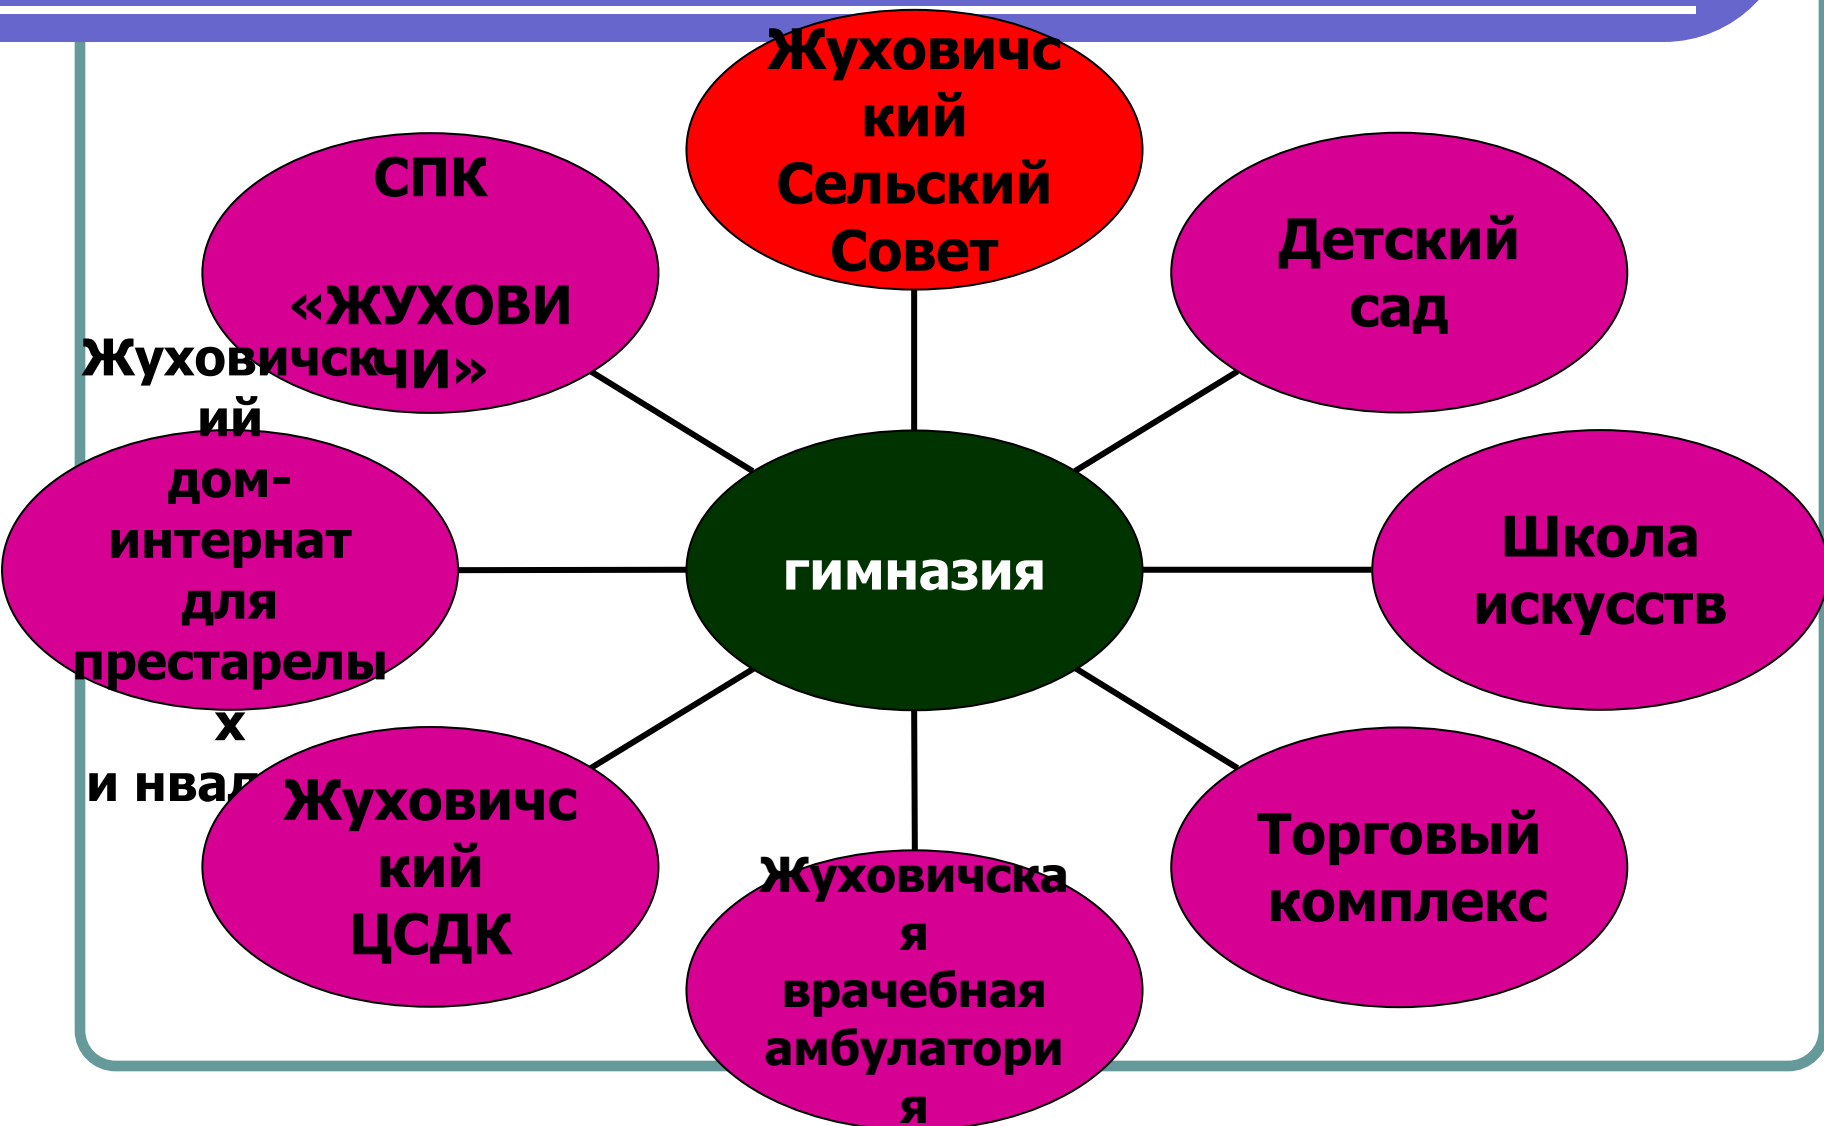 Жуховичс
кий
Сельский
Совет
СПК
«ЖУХОВИ
ЧИ»
Детский
сад
Жуховичск
ий
дом-
интернат
для
престарелы
х
гимназия
Школа
искусств
Жуховичс
кий
ЦСДК
Жуховичска
я
врачебная
амбулатори
я
Торговый
комплекс